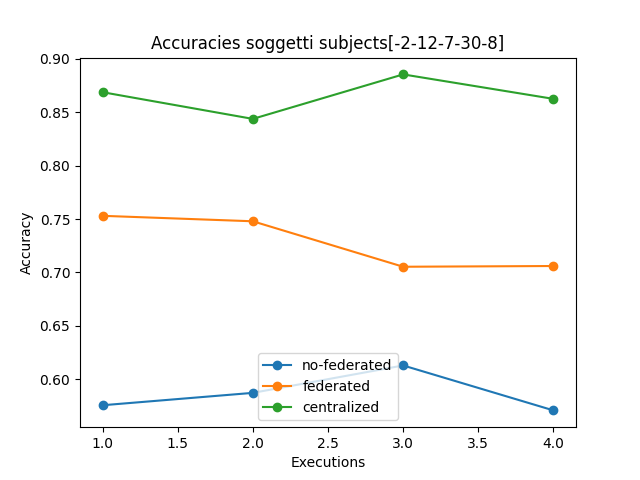 Accuracies soggetti subjects[-2-12-7-30-8]
0.90
0.85
0.80
0.75
0.70
0.65
0.60
Accuracy
no-federated
federated
centralized
1.0 1.5 2.0 2.5 3.0 3.5 4.0
Executions